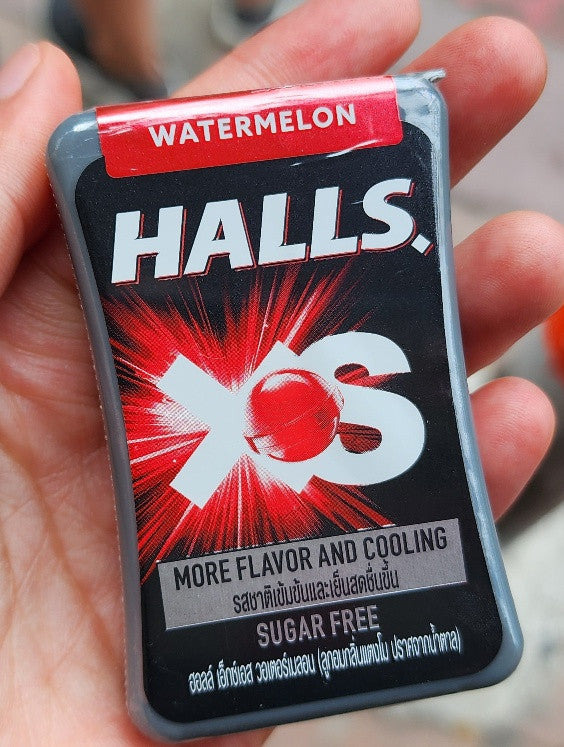 WATERMELON
HALLS.
XS
MORE FLAVOR AND COOLING
รสชาติเข้มข้นและเย็นสดชื่นขึ้น
SUGAR FREE
ฮอลล์ เอ็กซ์เอส วอเตอร์เมลอน (ลูกอมกลิ่นแตงโม ปราศจากน้ำตาล)